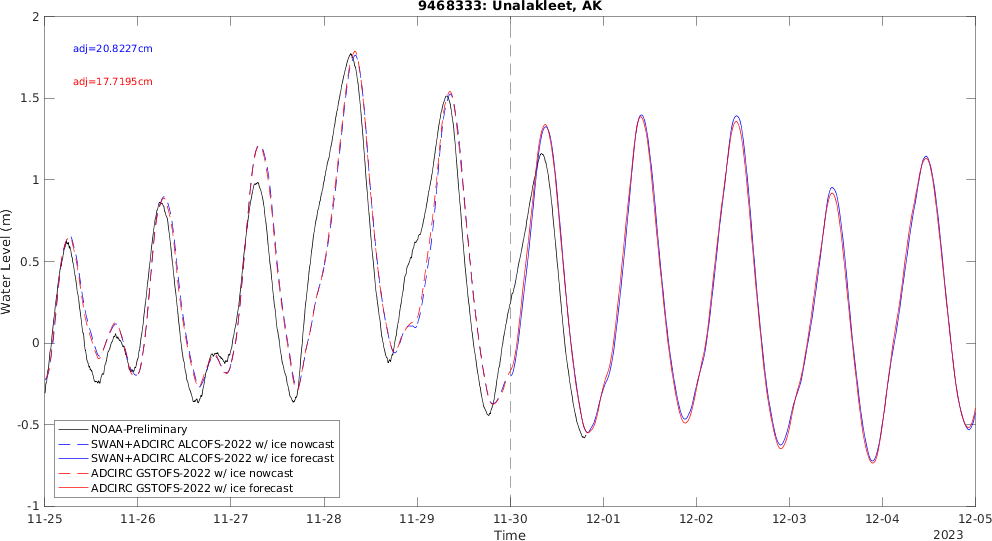 9468333: Unalakleet, AK
adj=20.8227cm
adj=17.7195cm
2
1.5
1
0.5
0
-0.5
-1
Water Level (m)
NOAA-Preliminary
SWAN+ADCIRC ALCOFS-2022 w/ ice nowcast
SWAN+ADCIRC ALCOFS-2022 w/ ice forecast
ADCIRC GSTOFS-2022 w/ ice nowcast
ADCIRC GSTOFS-2022 w/ ice forecast
11-25 11-26 11-27 11-28 11-29 11-30 12-01 12-02 12-03 12-04 12-05
Time
2023